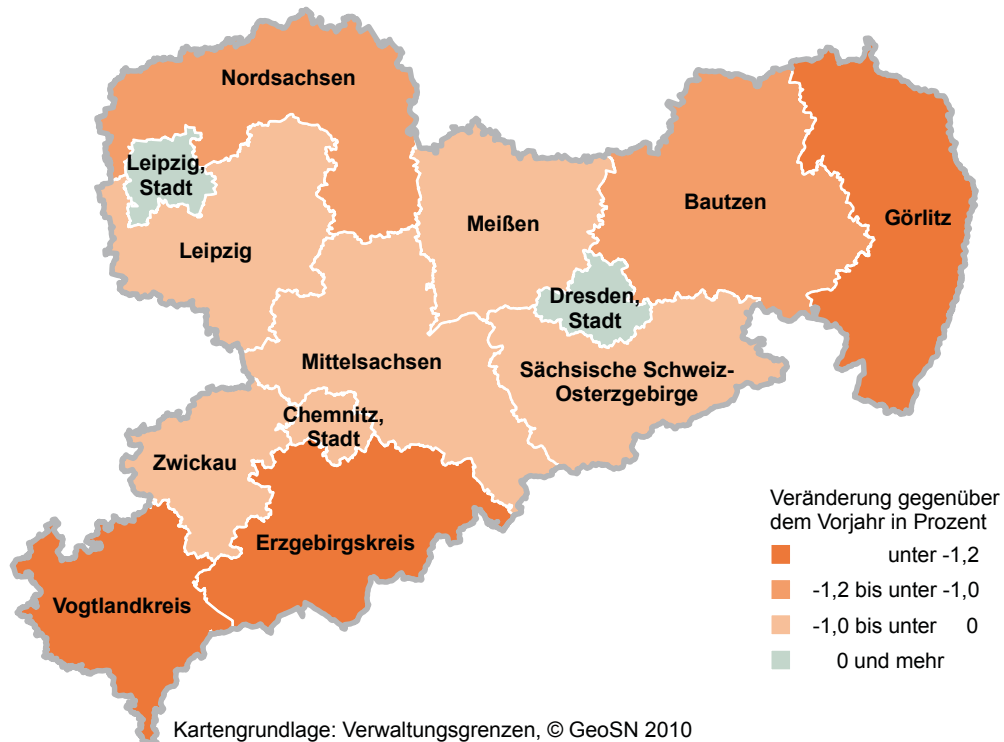 Nordsachsen
Leipzig,
Stadt
Leipzig
Meißen
Bautzen
Görlitz
Dresden,
Stadt
Mittelsachsen
Sächsische Schweiz-
Osterzgebirge
Chemnitz,
Stadt
Zwickau
Erzgebirgskreis
Vogtlandkreis
Veränderung gegenüber
dem Vorjahr in Prozent
unter -1,2
-1,2 bis unter -1,0
-1,0 bis unter 0
0 und mehr
Kartengrundlage: Verwaltungsgrenzen, © GeoSN 2010